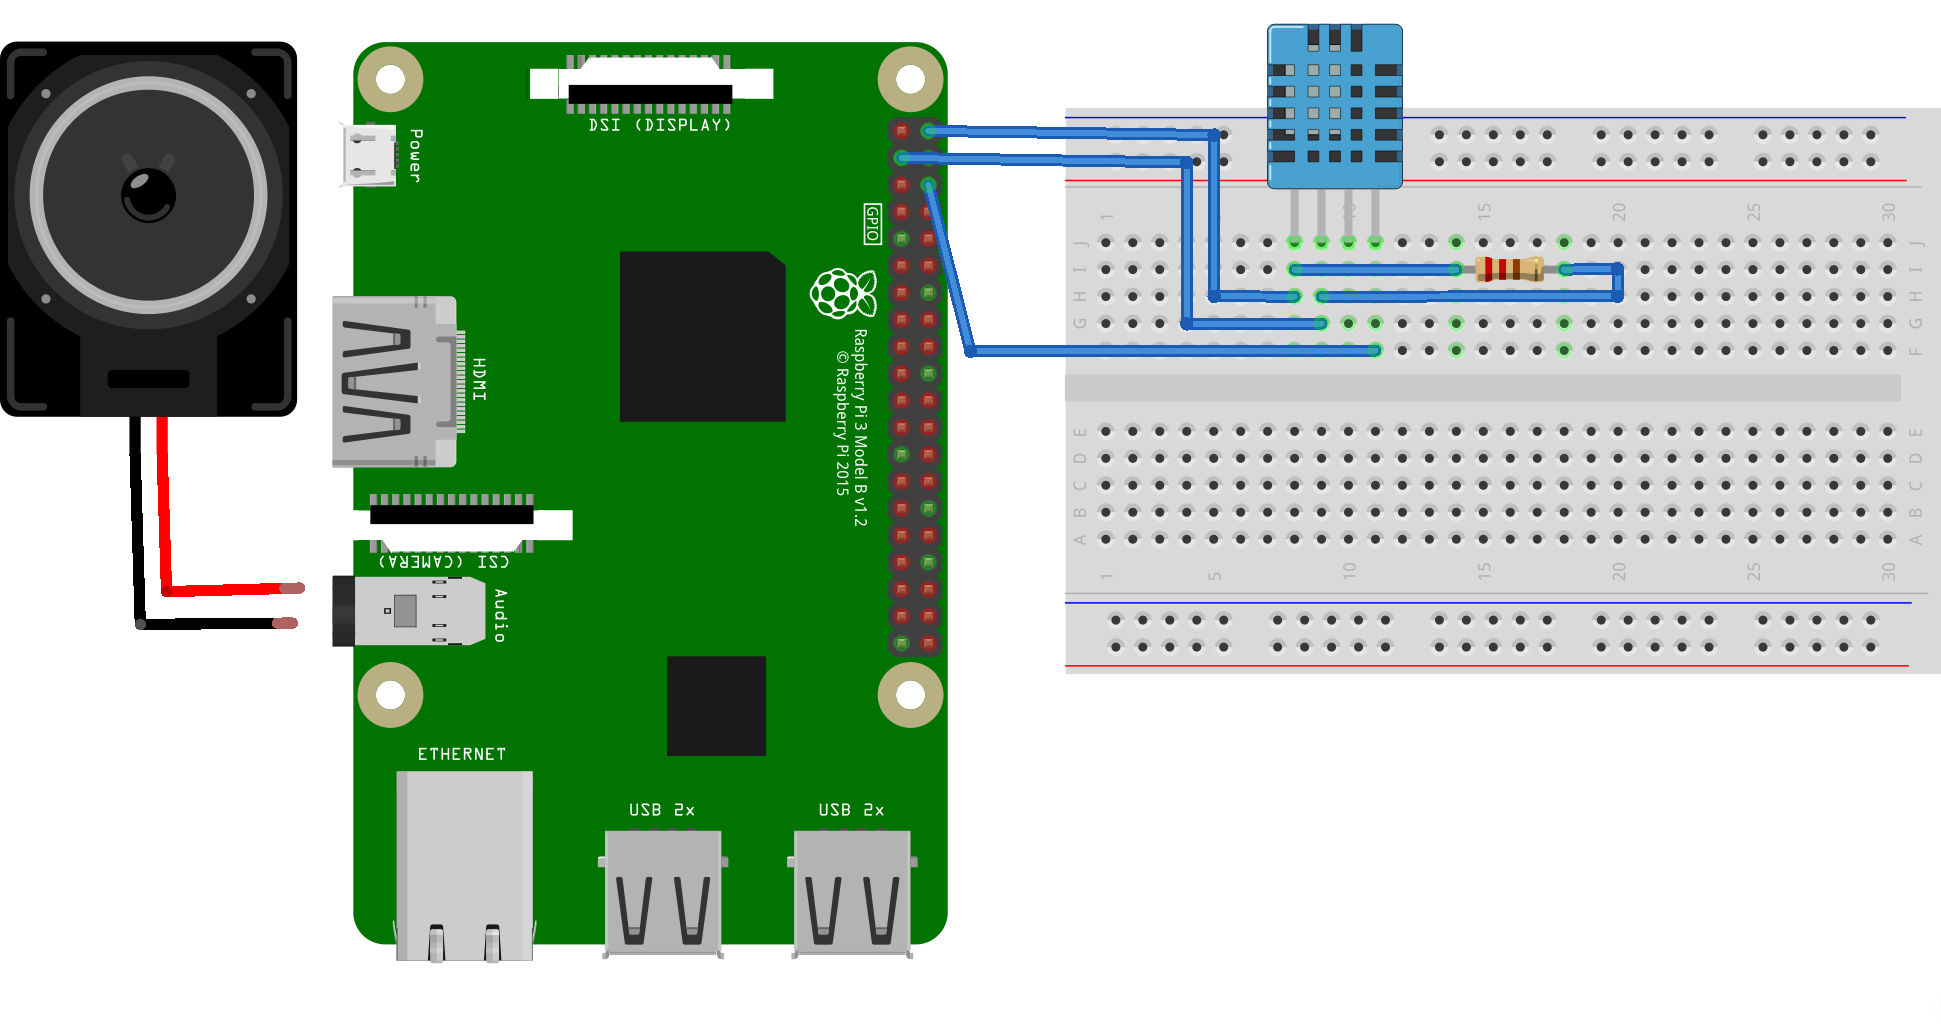 DSI (DISPLAY)
Power
GPIO
HDMI
Raspberry Pi 3 Model B v1.2
© Raspberry Pi 2015
CSI (CAMERA)
Audio
ETHERNET
USB 2x
USB 2x
1 10 15 20 25 30
J J
I I
H H
G G
F F
E E
D D
C C
B B
A A
1 5 10 15 20 25 30